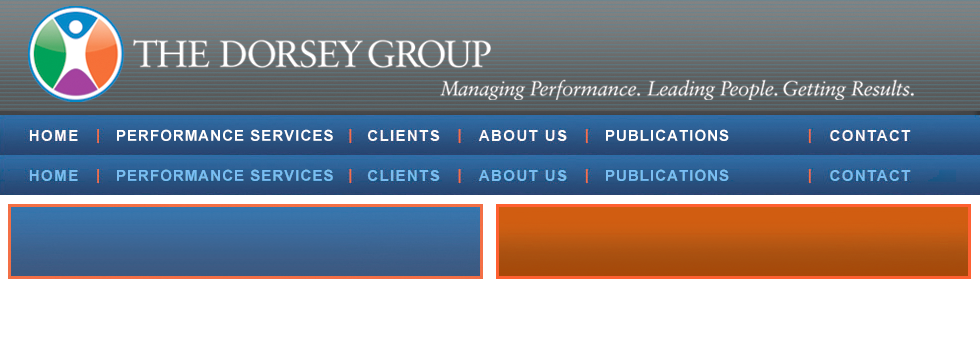 THE DORSEY GROUP
Managing Performance. Leading People. Getting Results.
HOME | PERFORMANCE SERVICES | CLIENTS | ABOUT US | PUBLICATIONS | CONTACT
HOME | PERFORMANCE SERVICES | CLIENTS | ABOUT US | PUBLICATIONS | CONTACT